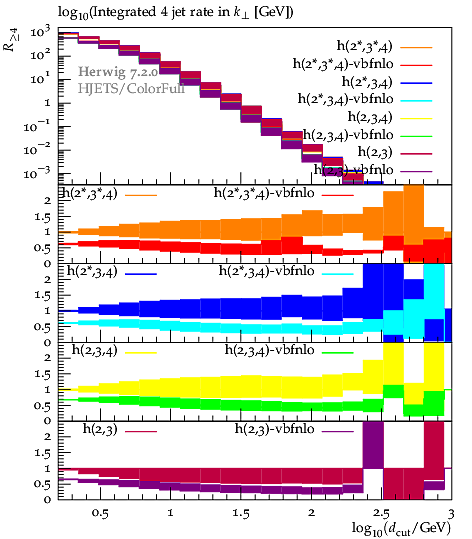 log₁₀(Integrated 4 jet rate in k⊥ [GeV])
R≥4
10³
10²
10¹
1
10⁻¹
10⁻²
10⁻³
Herwig 7.2.0
HJETS/ColorFull
h(2*,3*,4)
h(2*,3*,4)-vbfnlo
h(2*,3,4)
h(2*,3,4)-vbfnlo
h(2,3,4)
h(2,3,4)-vbfnlo
h(2,3)
h(2,3)-vbfnlo
h(2*,3*,4) h(2*,3*,4)-vbfnlo
2
1.5
1
0.5
0
h(2*,3,4) h(2*,3,4)-vbfnlo
2
1.5
1
0.5
0
h(2,3,4) h(2,3,4)-vbfnlo
2
1.5
1
0.5
0
h(2,3) h(2,3)-vbfnlo
2
1.5
1
0.5
0
0.5 1 1.5 2 2.5 3
log₁₀(d_cut/GeV)